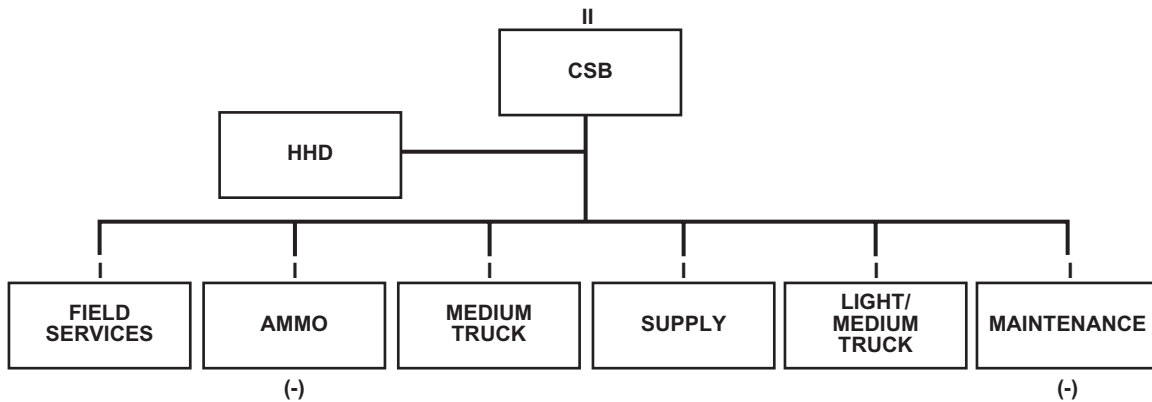 II
CSB
HHD
I
FIELD
SERVICES
I
AMMO
(-)
I
MEDIUM
TRUCK
I
SUPPLY
I
LIGHT/
MEDIUM
TRUCK
I
MAINTENANCE
(-)